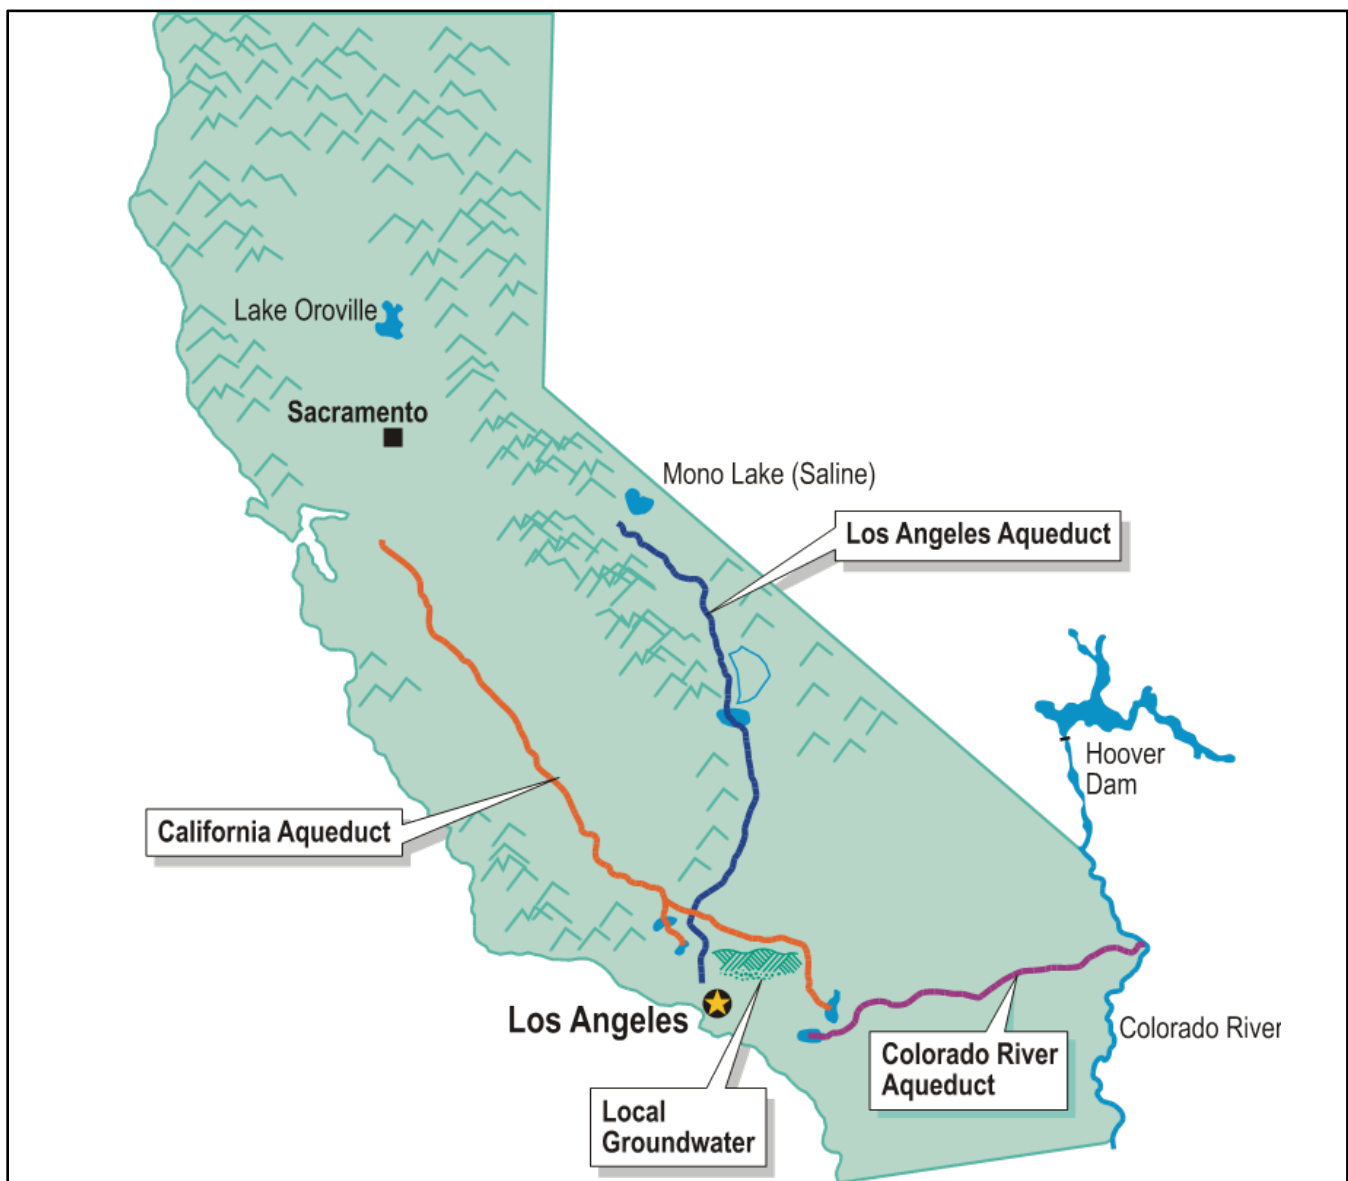 Lake Oroville
Sacramento
Mono Lake (Saline)
Los Angeles Aqueduct
Hoover
Dam
California Aqueduct
Los Angeles
Colorado River
Colorado River
Aqueduct
Local
Groundwater